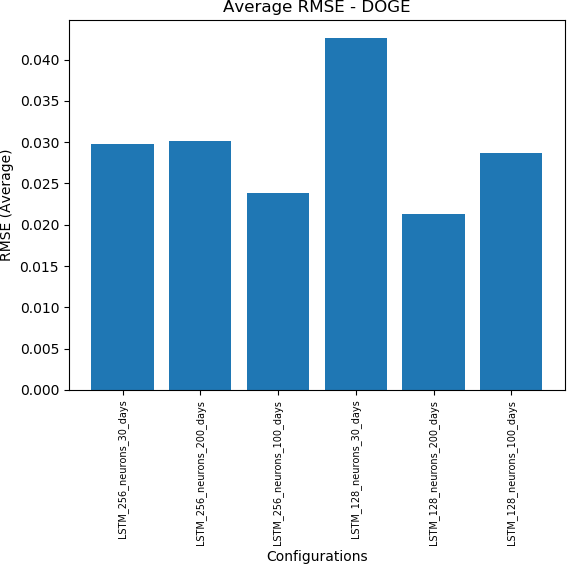 Average RMSE - DOGE
RMSE (Average)
0.040
0.035
0.030
0.025
0.020
0.015
0.010
0.005
0.000
LSTM_256_neurons_30_days
LSTM_256_neurons_200_days
LSTM_256_neurons_100_days
LSTM_128_neurons_30_days
LSTM_128_neurons_200_days
LSTM_128_neurons_100_days
Configurations